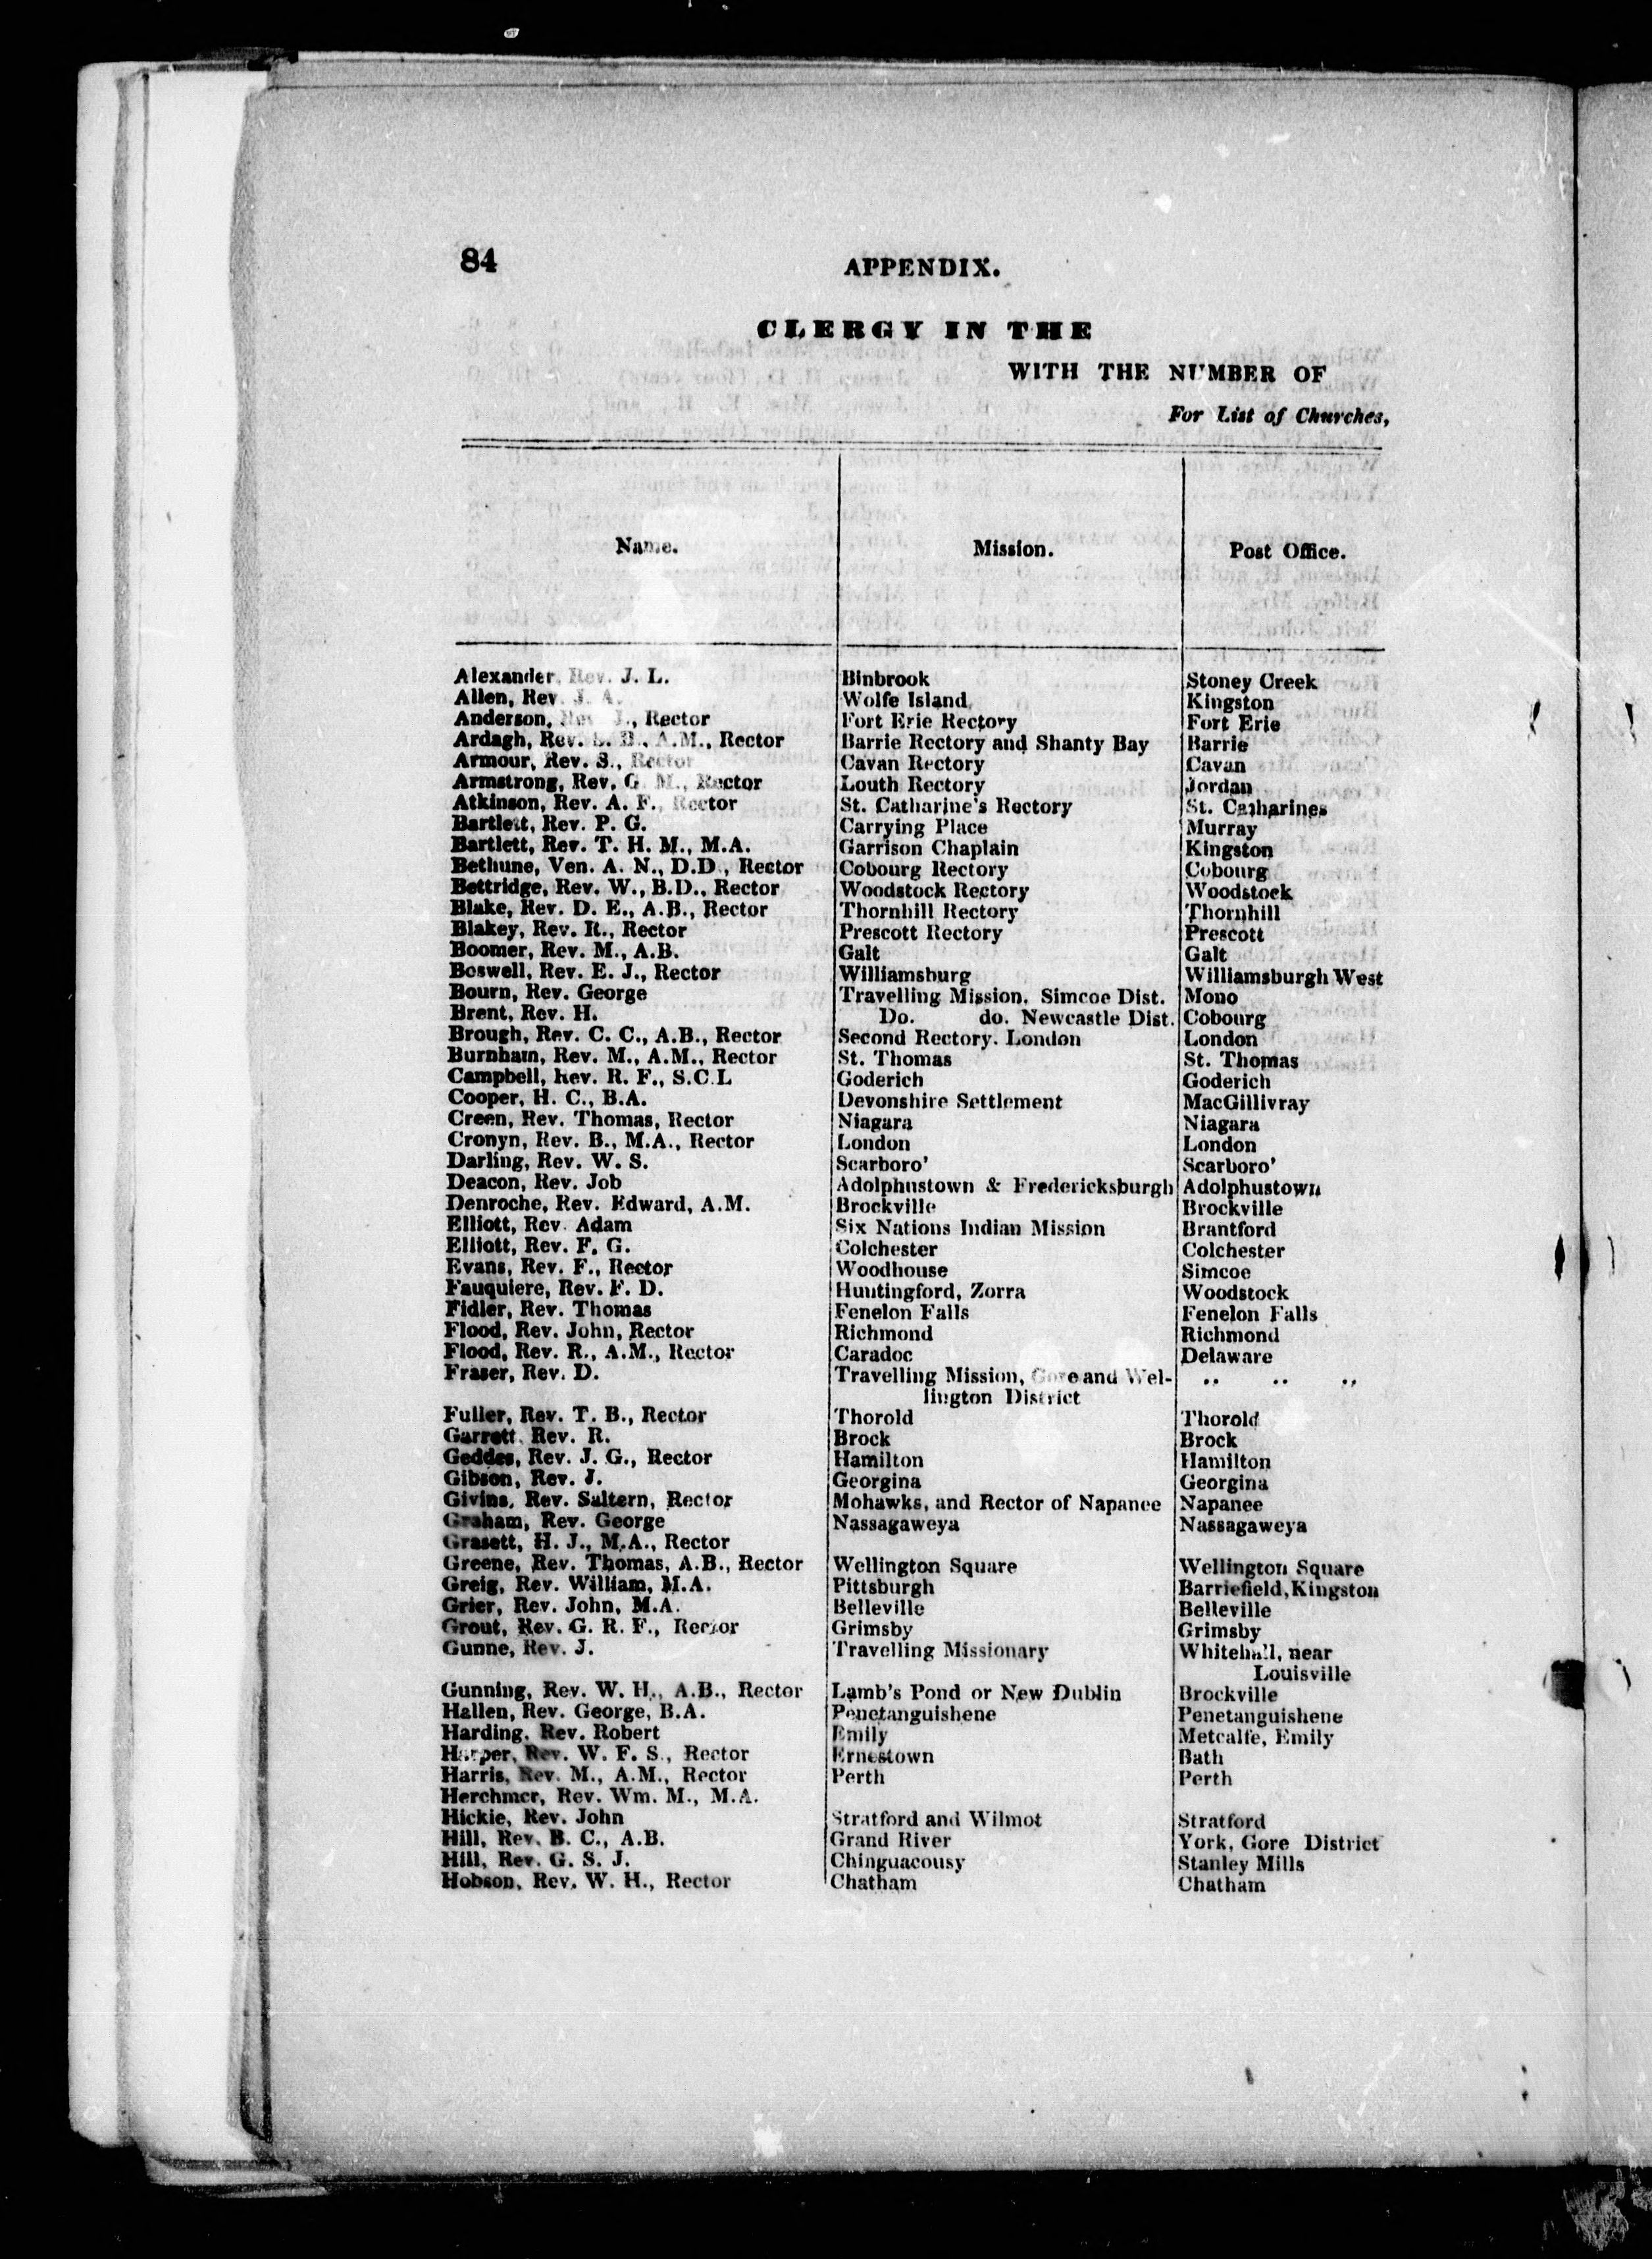 84
APPENDIX.
CLERGY IN THE
WITH THE NUMBER OF
For List of Churches,
Name. Mission. Post Office.
Alexander, Rev. J. L. Binbrook Stoney Creek
Allen, Rev. J. A. Wolfe Island Kingston
Anderson, Rev. J., Rector Fort Erie Rectory Fort Erie
Ardagh, Rev. S. B., A.M., Rector Barrie Rectory and Shanty Bay Barrie
Armour, Rev. S., Rector Cavan Rectory Cavan
Armstrong, Rev. G. M., Rector Louth Rectory Jordan
Atkinson, Rev. A. F., Rector St. Catharine's Rectory St. Catharines
Bartlett, Rev. P. G. Carrying Place Murray
Bartlett, Rev. T. H. M., M.A. Garrison Chaplain Kingston
Bethune, Ven. A. N., D.D., Rector Cobourg Rectory Cobourg
Bettridge, Rev. W., B.D., Rector Woodstock Rectory Woodstock
Blake, Rev. D. E., A.B., Rector Thornhill Rectory Thornhill
Blakey, Rev. R., Rector Prescott Rectory Prescott
Boomer, Rev. M., A.B. Galt Galt
Boswell, Rev. E. J., Rector Williamsburg Williamsburgh West
Bourn, Rev. George Travelling Mission, Simcoe Dist. Mono
Brent, Rev. H. Do. do. Newcastle Dist. Cobourg
Brough, Rev. C. C., A.B., Rector Second Rectory. London London
Burnham, Rev. M., A.M., Rector St. Thomas St. Thomas
Campbell, Rev. R. F., S.C.L Goderich Goderich
Cooper, H. C., B.A. Devonshire Settlement MacGillivray
Creen, Rev. Thomas, Rector Niagara Niagara
Cronyn, Rev. B., M.A., Rector London London
Darling, Rev. W. S. Scarboro' Scarboro'
Deacon, Rev. Job Adolphustown & Fredericksburgh Adolphustown
Denroche, Rev. Edward, A.M. Brockville Brockville
Elliott, Rev. Adam Six Nations Indian Mission Brantford
Elliott, Rev. F. G. Colchester Colchester
Evans, Rev. F., Rector Woodhouse Simcoe
Fauquiere, Rev. F. D. Huntingford, Zorra Woodstock
Fidler, Rev. Thomas Fenelon Falls Fenelon Falls
Flood, Rev. John, Rector Richmond Richmond
Flood, Rev. R., A.M., Rector Caradoc Delaware
Fraser, Rev. D. Travelling Mission, Gore and Wel- ,, ,, ,,
lington District
Fuller, Rev. T. B., Rector Thorold Thorold
Garrett, Rev. R. Brock Brock
Geddes, Rev. J. G., Rector Hamilton Hamilton
Gibson, Rev. J. Georgina Georgina
Givins, Rev. Saltern, Rector Mohawks, and Rector of Napanee Napanee
Graham, Rev. George Nassagaweya Nassagaweya
Grasett, H. J., M.A., Rector
Greene, Rev. Thomas, A.B., Rector Wellington Square Wellington Square
Greig, Rev. William, M.A. Pittsburgh Barriefield, Kingston
Grier, Rev. John, M.A. Belleville Belleville
Grout, Rev. G. R. F., Rector Grimsby Grimsby
Gunne, Rev. J. Travelling Missionary Whitehall, near
Louisville
Gunning, Rev. W. H., A.B., Rector Lamb's Pond or New Dublin Brockville
Hallen, Rev. George, B.A. Penetanguishene Penetanguishene
Harding, Rev. Robert Emily Metcalfe, Emily
Harper, Rev. W. F. S., Rector Ernestown Bath
Harris, Rev. M., A.M., Rector Perth Perth
Herchmer, Rev. Wm. M., M.A.
Hickie, Rev. John Stratford and Wilmot Stratford
Hill, Rev. B. C., A.B. Grand River York, Gore District
Hill, Rev. G. S. J. Chinguacousy Stanley Mills
Hobson, Rev. W. H., Rector Chatham Chatham